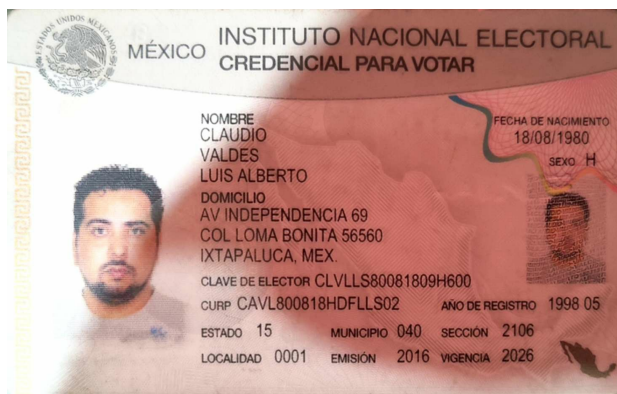 ESTADOS UNIDOS MEXICANOS
MÉXICO INSTITUTO NACIONAL ELECTORAL
CREDENCIAL PARA VOTAR
NOMBRE
CLAUDIO
VALDES
LUIS ALBERTO
FECHA DE NACIMIENTO
18/08/1980
SEXO H
DOMICILIO
AV INDEPENDENCIA 69
COL LOMA BONITA 56560
IXTAPALUCA, MEX.
CLAVE DE ELECTOR CLVLLS80081809H600
CURP CAVL800818HDFLLS02 AÑO DE REGISTRO 1998 05
ESTADO 15 MUNICIPIO 040 SECCIÓN 2106
LOCALIDAD 0001 EMISIÓN 2016 VIGENCIA 2026